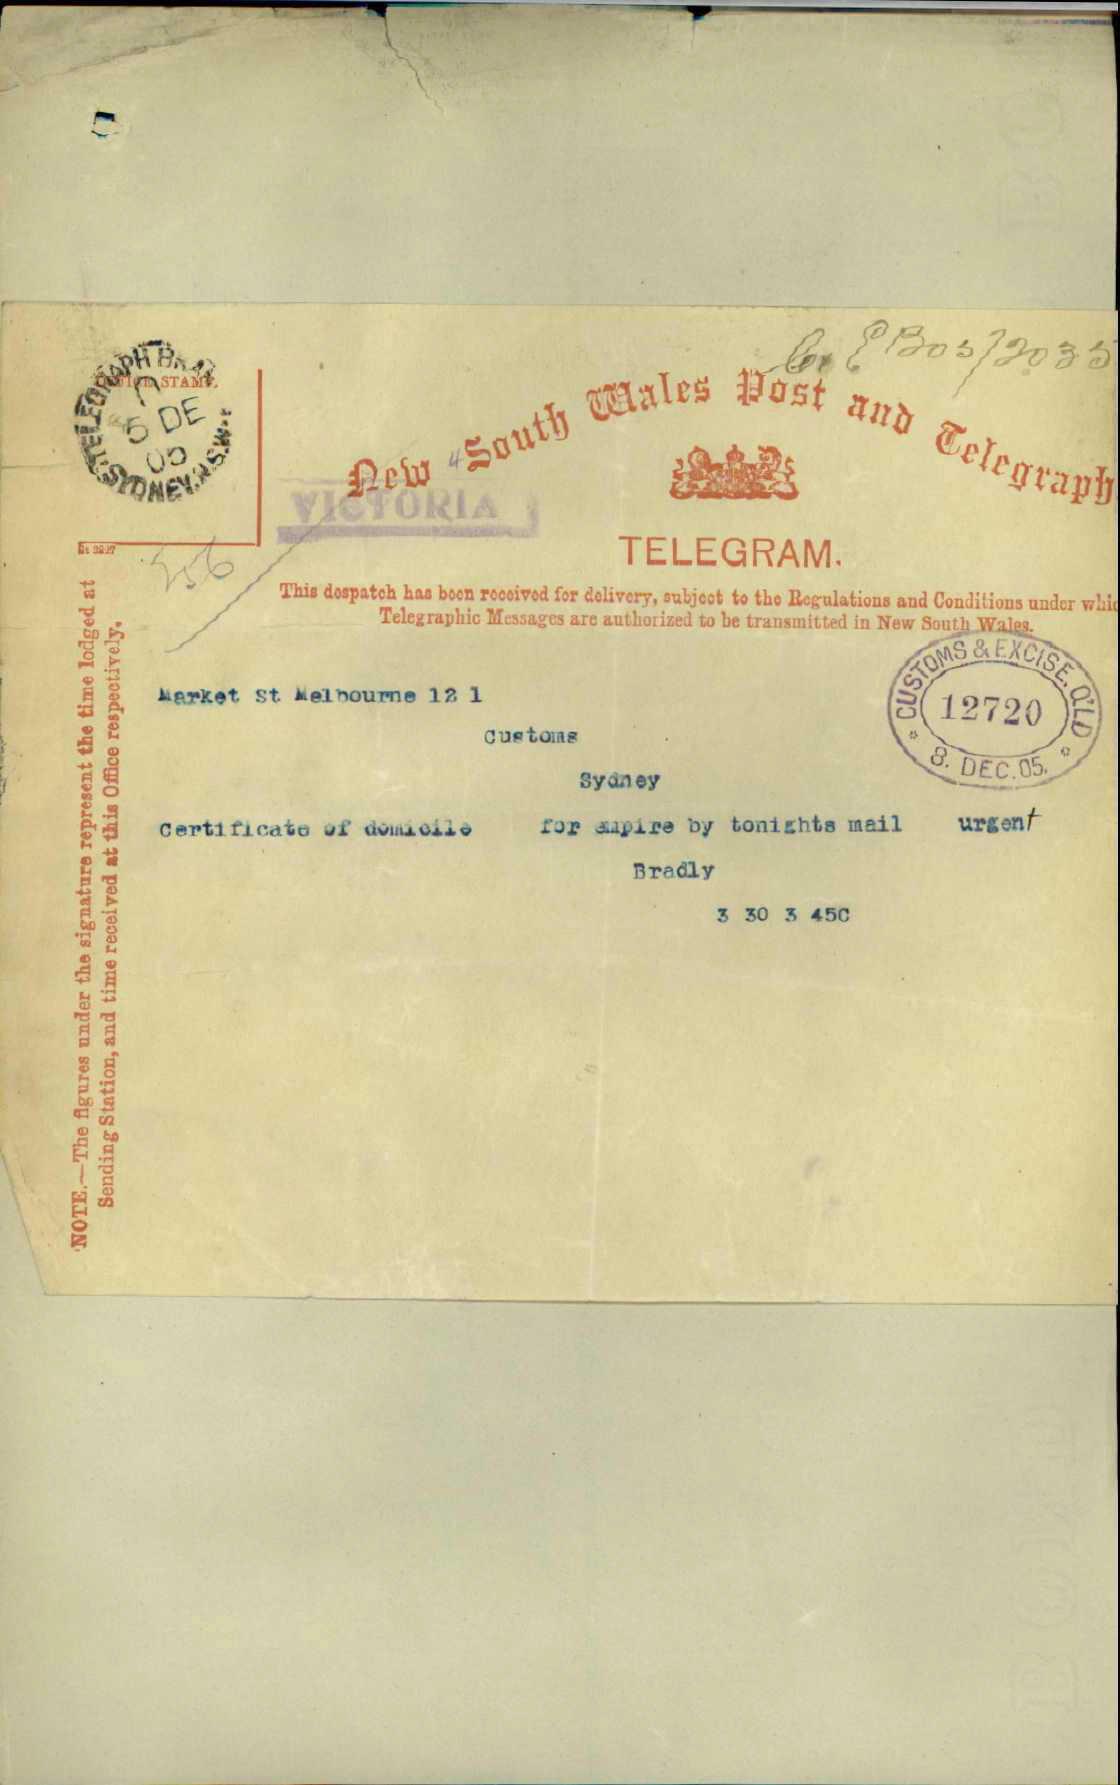 E B05/2035
TELEGRAPH
OFFICE STAMP.
5 DE
05
SYDNEY. N.S.W.
New South Wales Post and Telegraph
VICTORIA
TELEGRAM.
This despatch has been received for delivery, subject to the Regulations and Conditions under whic
Telegraphic Messages are authorized to be transmitted in New South Wales.
CUSTOMS & EXCISE. Q'LD
12720
8. DEC. 05.
Market St Melbourne 12 1
Customs
Sydney
Certificate of domicile for empire by tonights mail urgent
Bradly
3 30 3 45C
NOTE.—The figures under the signature represent the time lodged at
Sending Station, and time received at this Office respectively.